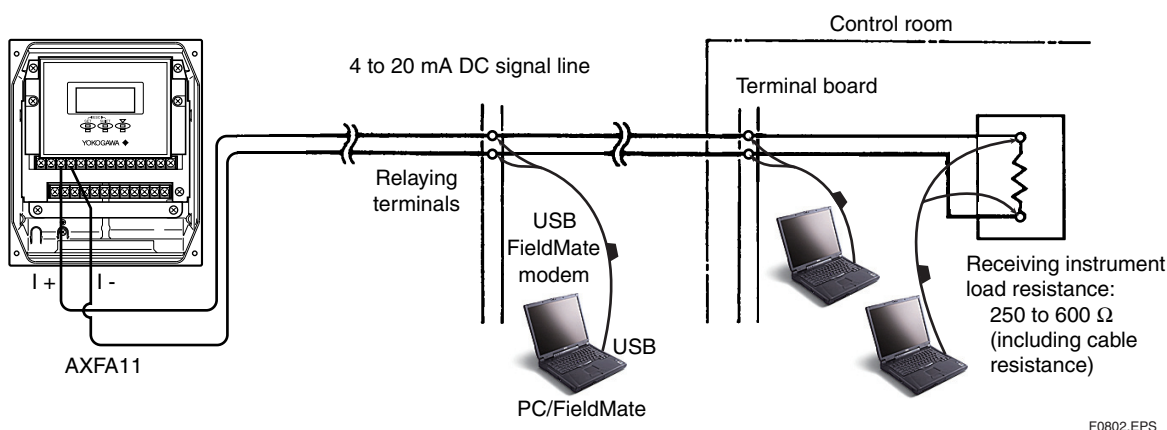 Control room
4 to 20 mA DC signal line
Terminal board
YOKOGAWA ◆
Relaying
terminals
USB
FieldMate
modem
I +
I -
Receiving instrument
load resistance:
250 to 600 Ω
(including cable
resistance)
USB
AXFA11
PC/FieldMate
F0802.EPS